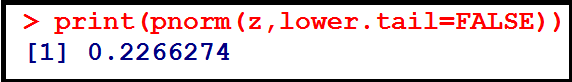 > print(pnorm(z,lower.tail=FALSE))
[1] 0.2266274